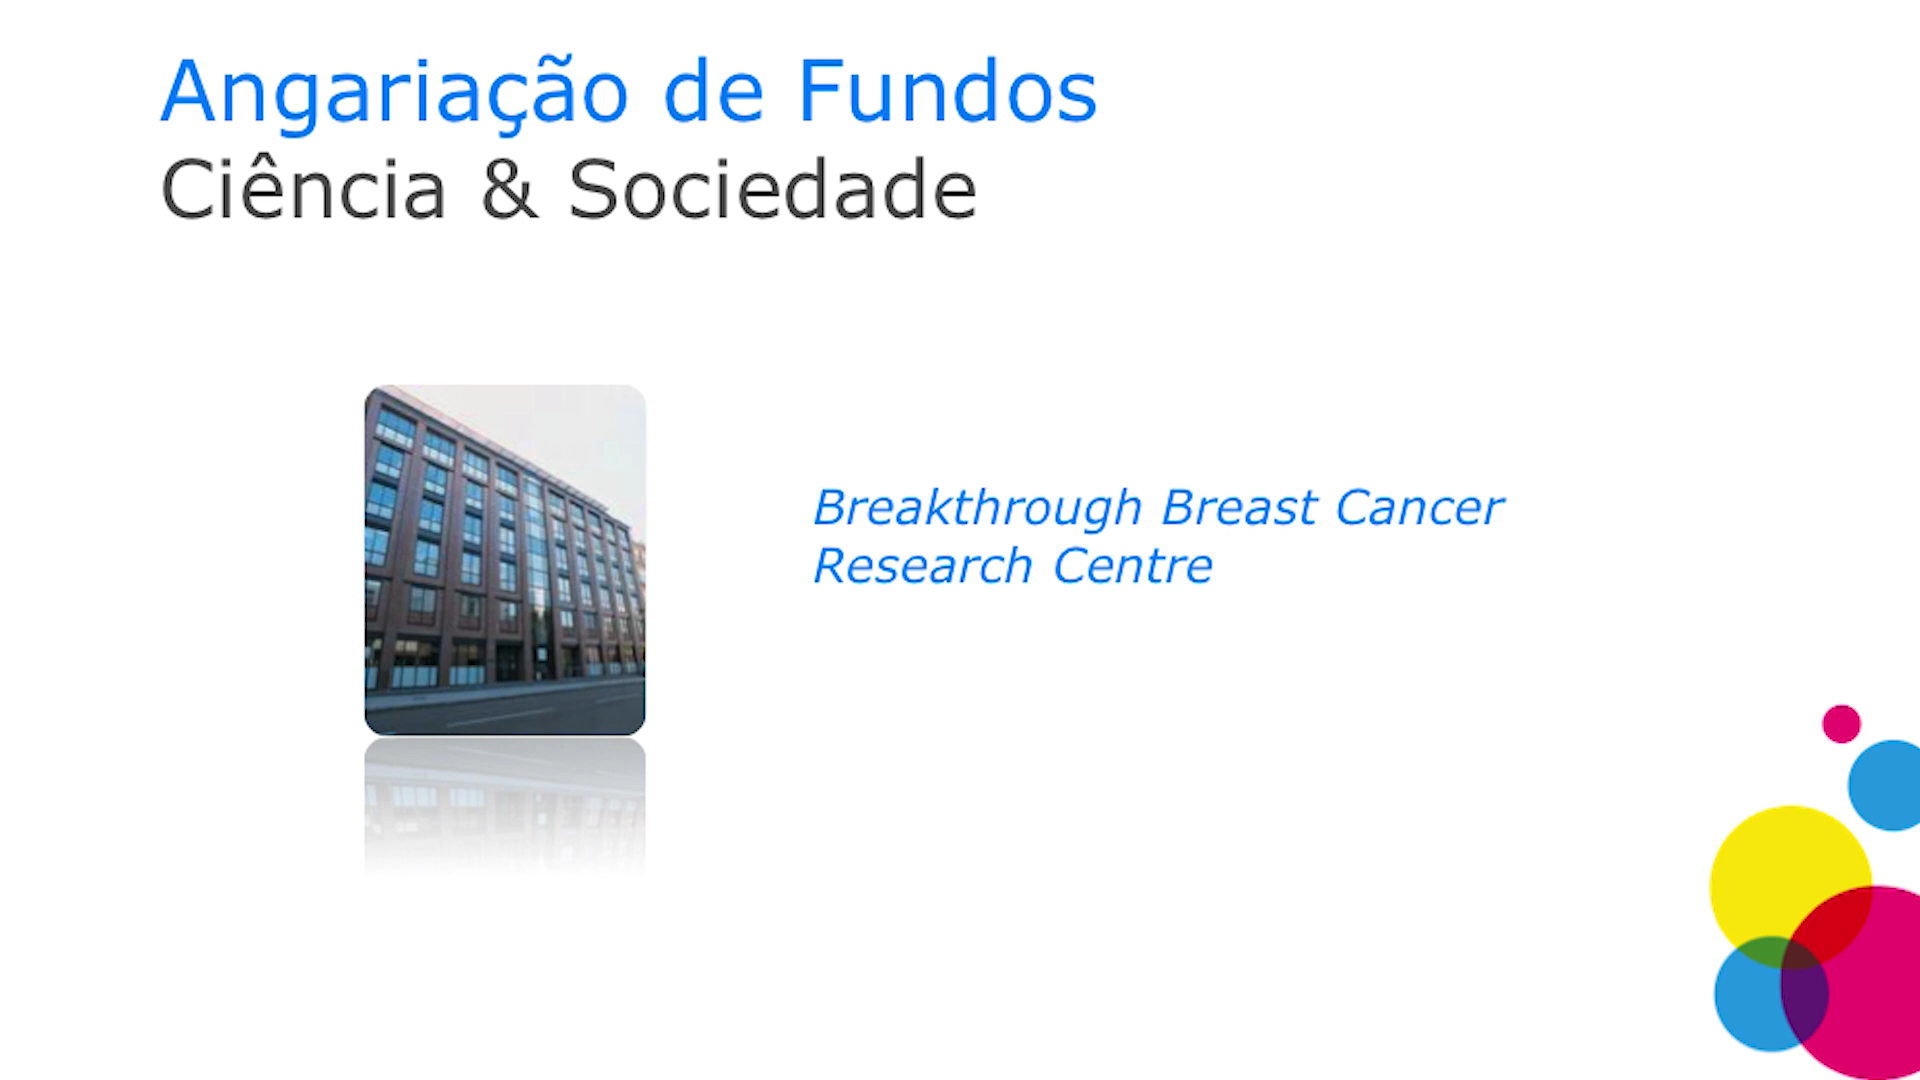 Angariação de Fundos
Ciência & Sociedade
Breakthrough Breast Cancer
Research Centre